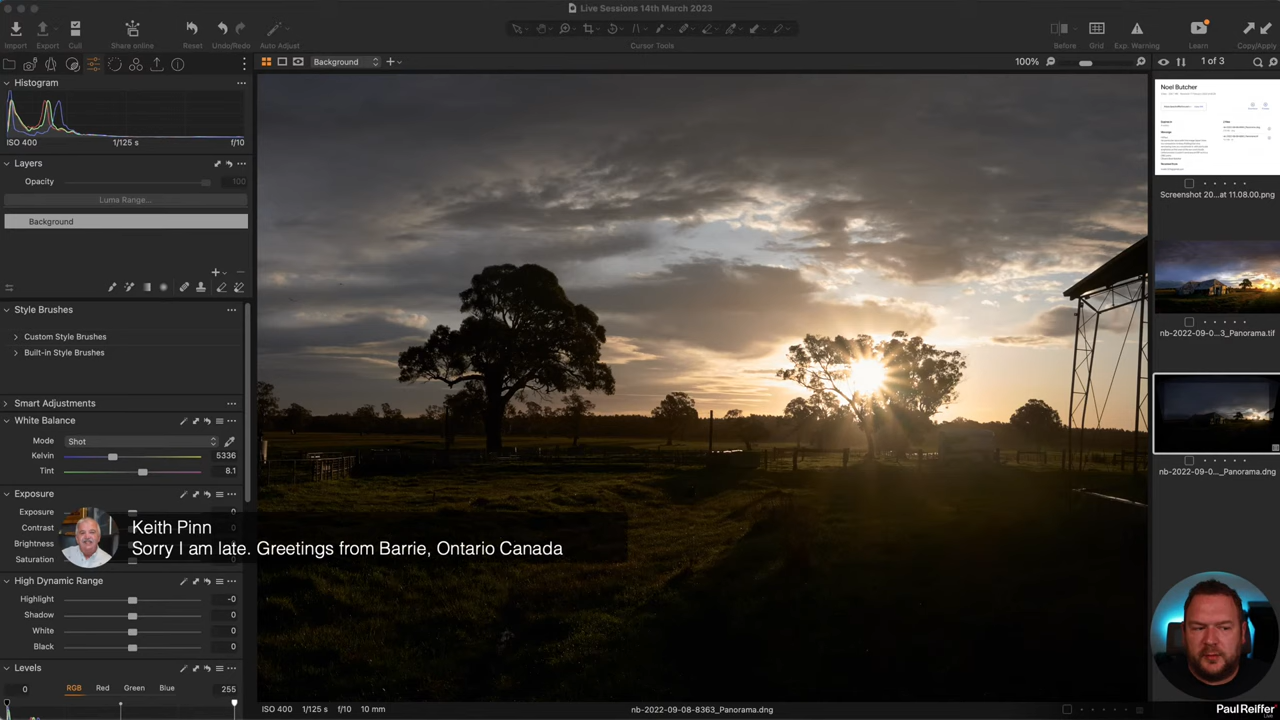 Live Sessions 14th March 2023
Import
Export
Cull
Share online
Reset
Undo/Redo
Auto Adjust
Cursor Tools
Before
Grid
Exp. Warning
Learn
Copy/Apply
Background
100%
1 of 3
Histogram
ISO 400
1/125 s
f/10
Layers
Opacity
100
Luma Range...
Background
Style Brushes
Custom Style Brushes
Built-in Style Brushes
Smart Adjustments
White Balance
Mode
Shot
Kelvin
5336
Tint
8.1
Exposure
Exposure
0
Contrast
Brightness
Saturation
Keith Pinn
Sorry I am late. Greetings from Barrie, Ontario Canada
High Dynamic Range
Highlight
-0
Shadow
0
White
0
Black
0
Levels
0
RGB
Red
Green
Blue
255
ISO 400
1/125 s
f/10
10 mm
nb-2022-09-08-8363_Panorama.dng
Noel Butcher
Screenshot 20...at 11.08.00.png
nb-2022-09-0...3_Panorama.tif
nb-2022-09-0..._Panorama.dng
Paul Reiffer
Live